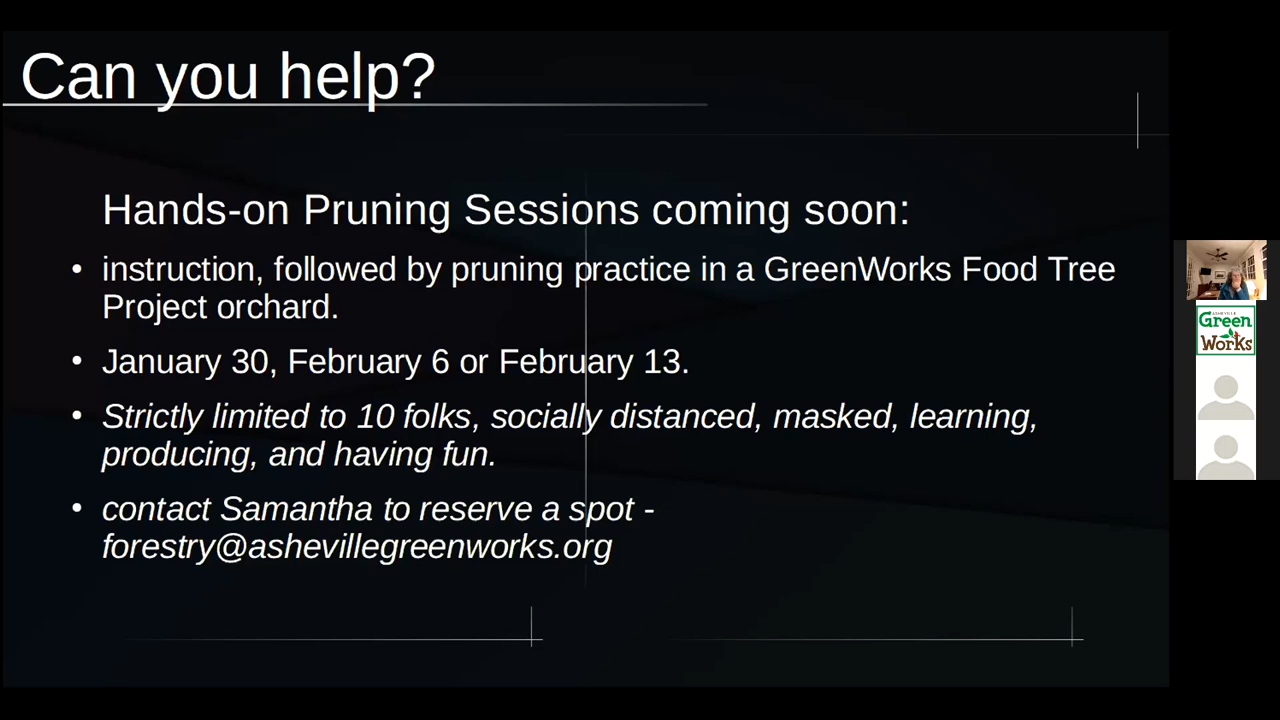 Can you help?
Hands-on Pruning Sessions coming soon:
• instruction, followed by pruning practice in a GreenWorks Food Tree
Project orchard.
• January 30, February 6 or February 13.
• Strictly limited to 10 folks, socially distanced, masked, learning,
producing, and having fun.
• contact Samantha to reserve a spot -
forestry@ashevillegreenworks.org
ASHEVILLE
Green
Works